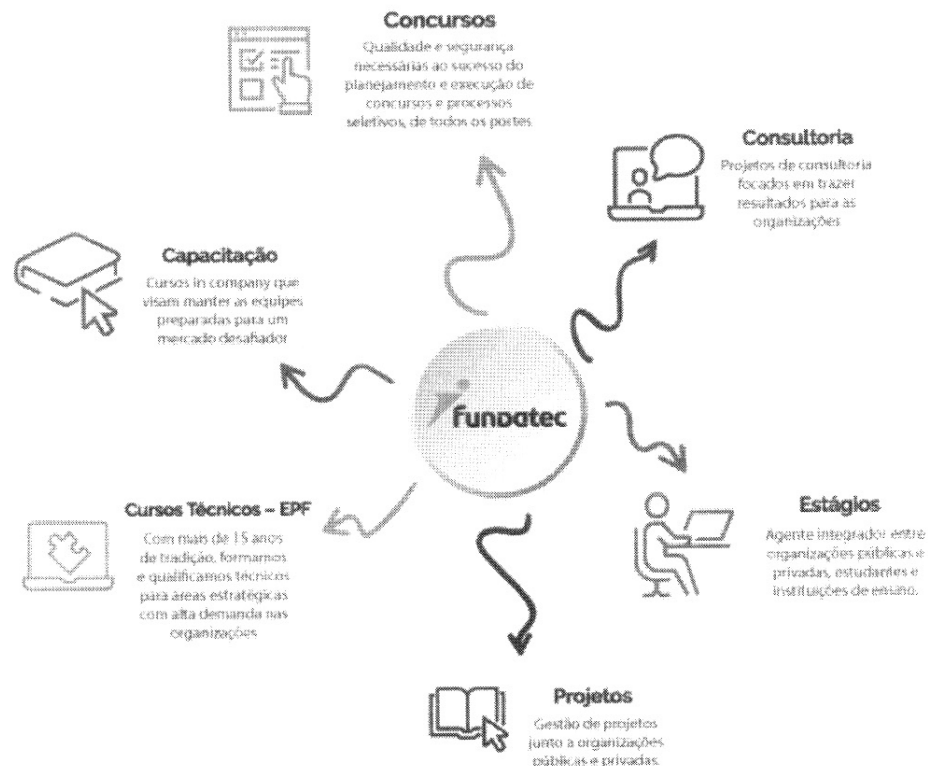 Concursos
Qualidade e segurança
necessárias ao sucesso do
planejamento e execução de
concursos e processos
seletivos, de todos os portes
Consultoria
Projetos de consultoria
focados em trazer
resultados para as
organizações
Capacitação
Cursos in company que
visam manter as equipes
preparadas para um
mercado desafiador
fundatec
Cursos Técnicos – EPF
Com mais de 15 anos
de tradição, formamos
e qualificamos técnicos
para áreas estratégicas
com alta demanda nas
organizações
Estágios
Agente integrador entre
organizações públicas e
privadas, estudantes e
instituições de ensino.
Projetos
Gestão de projetos
junto a organizações
públicas e privadas.